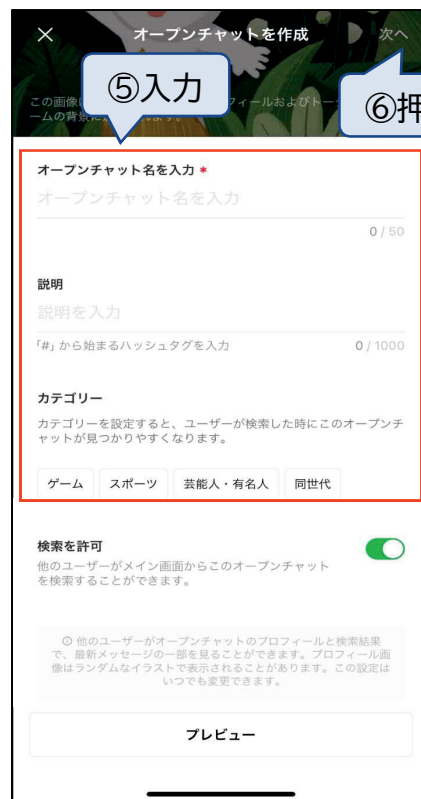 オープンチャットを作成
次へ
⑤入力
⑥押
この画像は
フィールおよびトー
ームの背景に
オープンチャット名を入力 *
オープンチャット名を入力
0 / 50
説明
説明を入力
「#」から始まるハッシュタグを入力
0 / 1000
カテゴリー
カテゴリーを設定すると、ユーザーが検索した時にこのオープンチ
ャットが見つかりやすくなります。
ゲーム
スポーツ
芸能人・有名人
同世代
検索を許可
他のユーザーがメイン画面からこのオープンチャット
を検索することができます。
他のユーザーがオープンチャットのプロフィールと検索結果
で、最新メッセージの一部を見ることができます。プロフィール画
像はランダムなイラストで表示されることがあります。この設定は
いつでも変更できます。
プレビュー